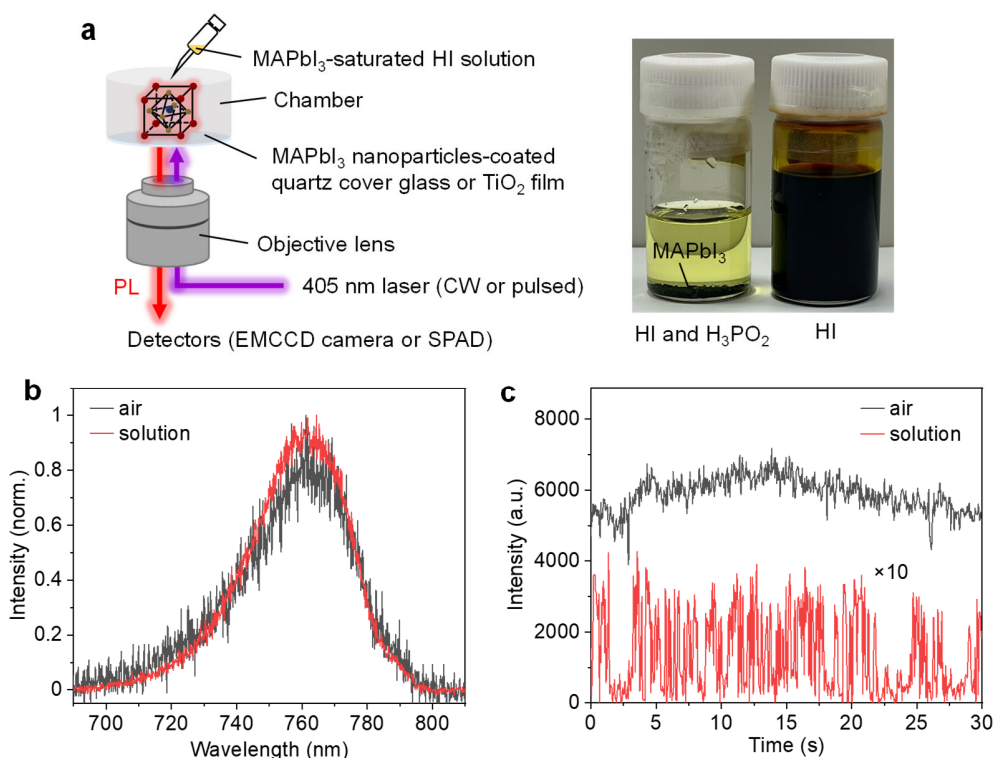 a
MAPbI₃-saturated HI solution
Chamber
MAPbI₃ nanoparticles-coated
quartz cover glass or TiO₂ film
Objective lens
PL
405 nm laser (CW or pulsed)
Detectors (EMCCD camera or SPAD)
MAPbI₃
HI and H₃PO₂
HI
b
air
solution
Intensity (norm.)
1
0.8
0.6
0.4
0.2
0
700 720 740 760 780 800
Wavelength (nm)
c
air
solution
×10
Intensity (a.u.)
8000
6000
4000
2000
0
0 5 10 15 20 25 30
Time (s)